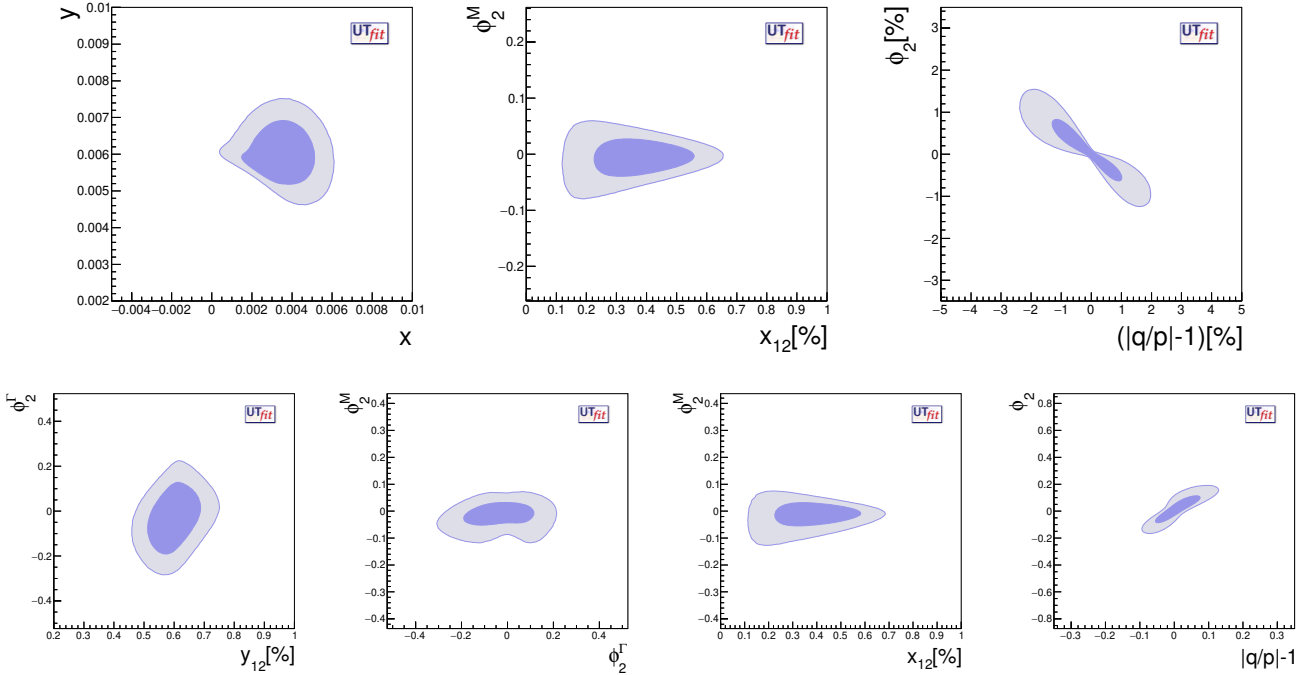 y
0.01
0.009
0.008
0.007
0.006
0.005
0.004
0.003
0.002
−0.004 −0.002 0 0.002 0.004 0.006 0.008 0.01
x
UTfit
ϕ₂ᴹ
0.2
0.1
0
−0.1
−0.2
0 0.1 0.2 0.3 0.4 0.5 0.6 0.7 0.8 0.9 1
x₁₂[%]
UTfit
ϕ₂[%]
3
2
1
0
−1
−2
−3
−5 −4 −3 −2 −1 0 1 2 3 4 5
(|q/p|-1)[%]
UTfit
ϕ₂^Γ
0.4
0.2
0
−0.2
−0.4
0.2 0.3 0.4 0.5 0.6 0.7 0.8 0.9 1
y₁₂[%]
UTfit
ϕ₂ᴹ
0.4
0.3
0.2
0.1
0
−0.1
−0.2
−0.3
−0.4
−0.4 −0.2 0 0.2 0.4
ϕ₂^Γ
UTfit
ϕ₂ᴹ
0.4
0.3
0.2
0.1
0
−0.1
−0.2
−0.3
−0.4
0 0.1 0.2 0.3 0.4 0.5 0.6 0.7 0.8 0.9 1
x₁₂[%]
UTfit
ϕ₂
0.8
0.6
0.4
0.2
0
−0.2
−0.4
−0.6
−0.8
−0.3 −0.2 −0.1 0 0.1 0.2 0.3
|q/p|-1
UTfit